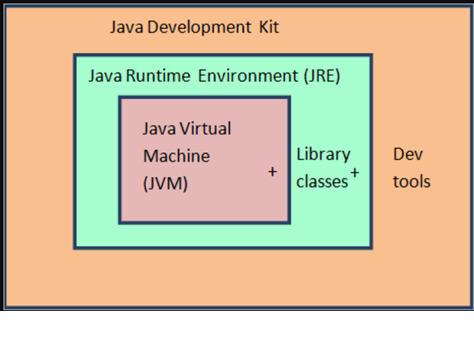 Java Development Kit
Java Runtime Environment (JRE)
Java Virtual
Machine
(JVM)
+
Library
classes
+
Dev
tools